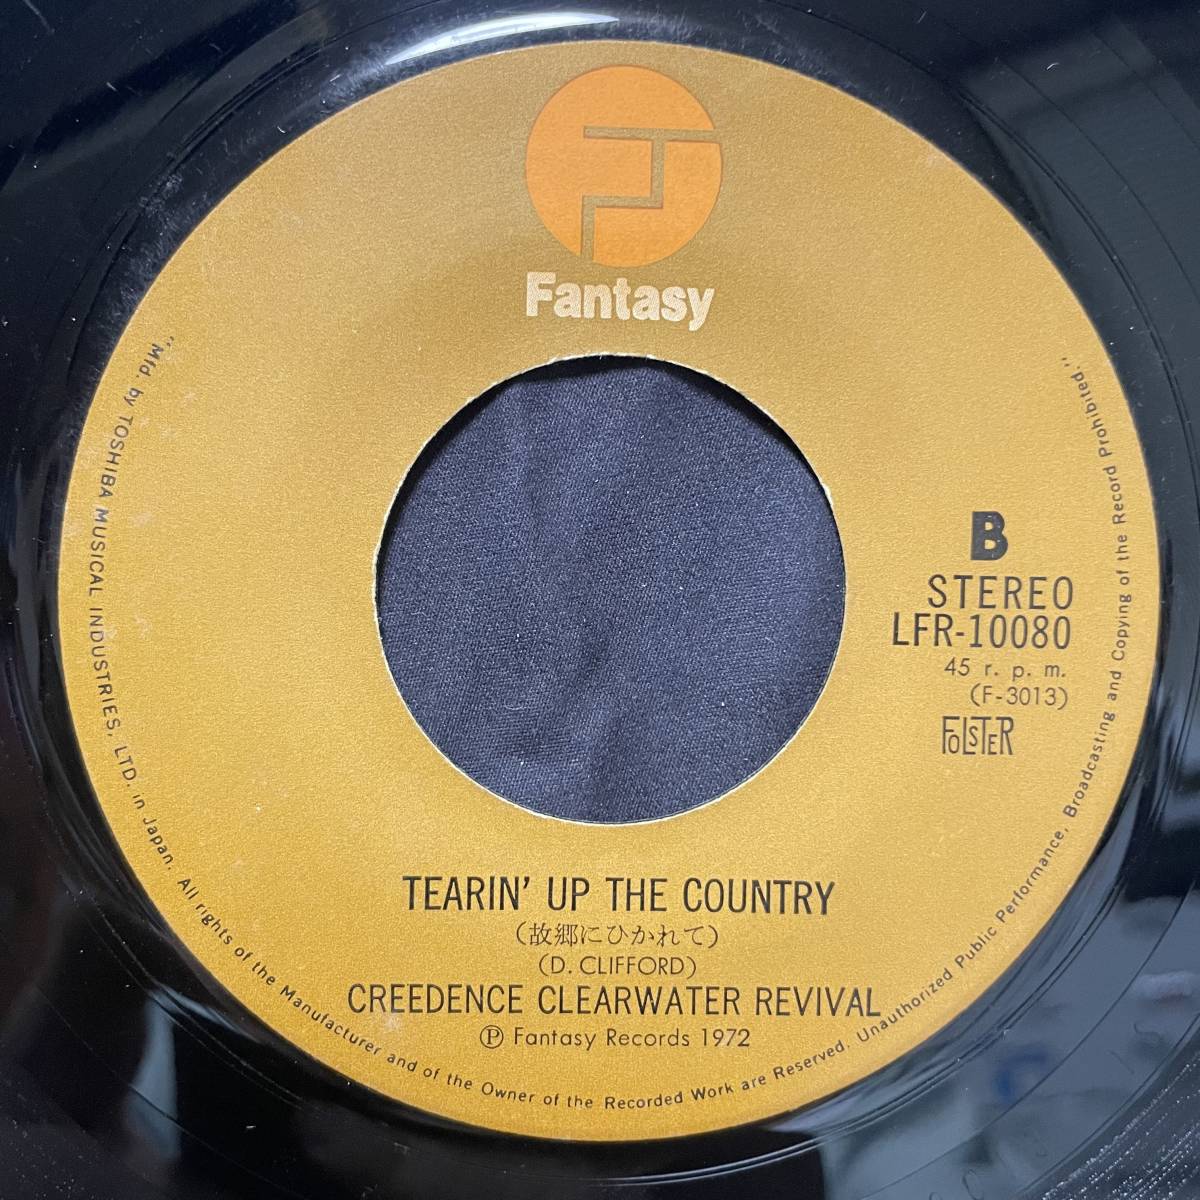 Fantasy
B
STEREO
LFR-10080
45 r. p. m.
(F-3013)
FOLSTER
TEARIN' UP THE COUNTRY
(故郷にひかれて)
(D. CLIFFORD)
CREEDENCE CLEARWATER REVIVAL
Ⓟ Fantasy Records 1972
"Mfd. by TOSHIBA MUSICAL INDUSTRIES, LTD. in Japan. All rights of the Manufacturer and of the Owner of the Recorded Work are Reserved. Unauthorized Public Performance, Broadcasting and Copying of the Record Prohibited."